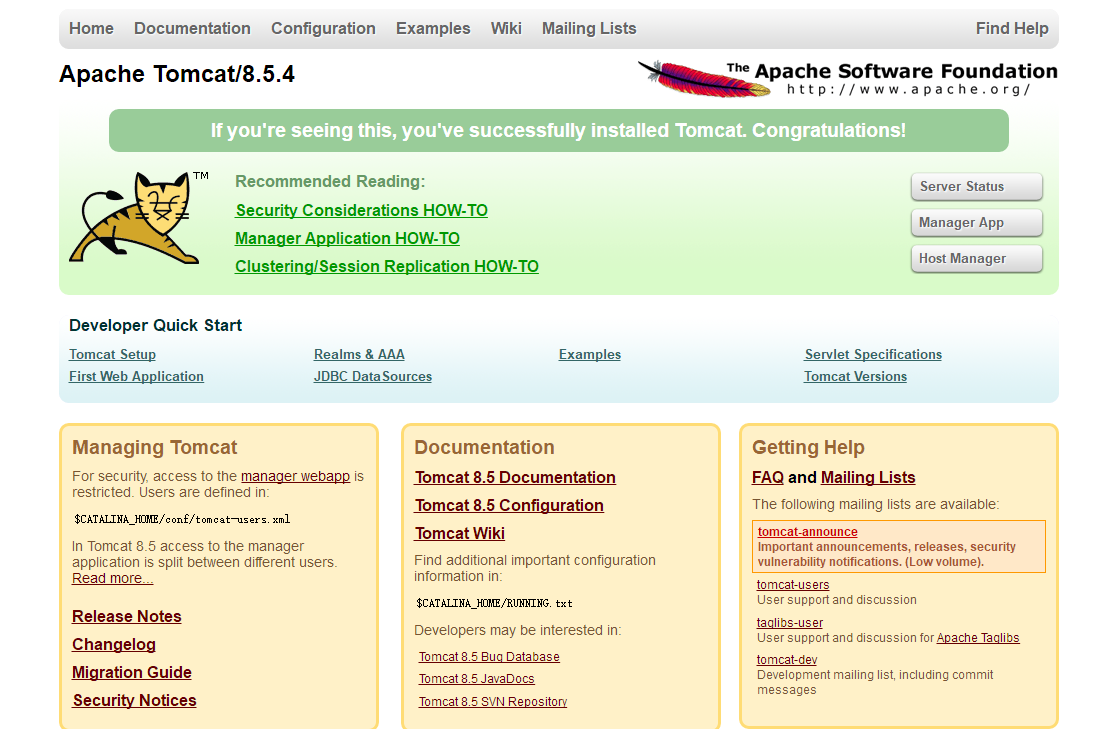 Home Documentation Configuration Examples Wiki Mailing Lists Find Help
Apache Tomcat/8.5.4
The Apache Software Foundation
http://www.apache.org/
If you're seeing this, you've successfully installed Tomcat. Congratulations!
TM
Recommended Reading:
Security Considerations HOW-TO
Manager Application HOW-TO
Clustering/Session Replication HOW-TO
Server Status
Manager App
Host Manager
Developer Quick Start
Tomcat Setup
First Web Application
Realms & AAA
JDBC DataSources
Examples
Servlet Specifications
Tomcat Versions
Managing Tomcat
For security, access to the manager webapp is
restricted. Users are defined in:
$CATALINA_HOME/conf/tomcat-users.xml
In Tomcat 8.5 access to the manager
application is split between different users.
Read more...
Release Notes
Changelog
Migration Guide
Security Notices
Documentation
Tomcat 8.5 Documentation
Tomcat 8.5 Configuration
Tomcat Wiki
Find additional important configuration
information in:
$CATALINA_HOME/RUNNING.txt
Developers may be interested in:
Tomcat 8.5 Bug Database
Tomcat 8.5 JavaDocs
Tomcat 8.5 SVN Repository
Getting Help
FAQ and Mailing Lists
The following mailing lists are available:
tomcat-announce
Important announcements, releases, security
vulnerability notifications. (Low volume).
tomcat-users
User support and discussion
taglibs-user
User support and discussion for Apache Taglibs
tomcat-dev
Development mailing list, including commit
messages